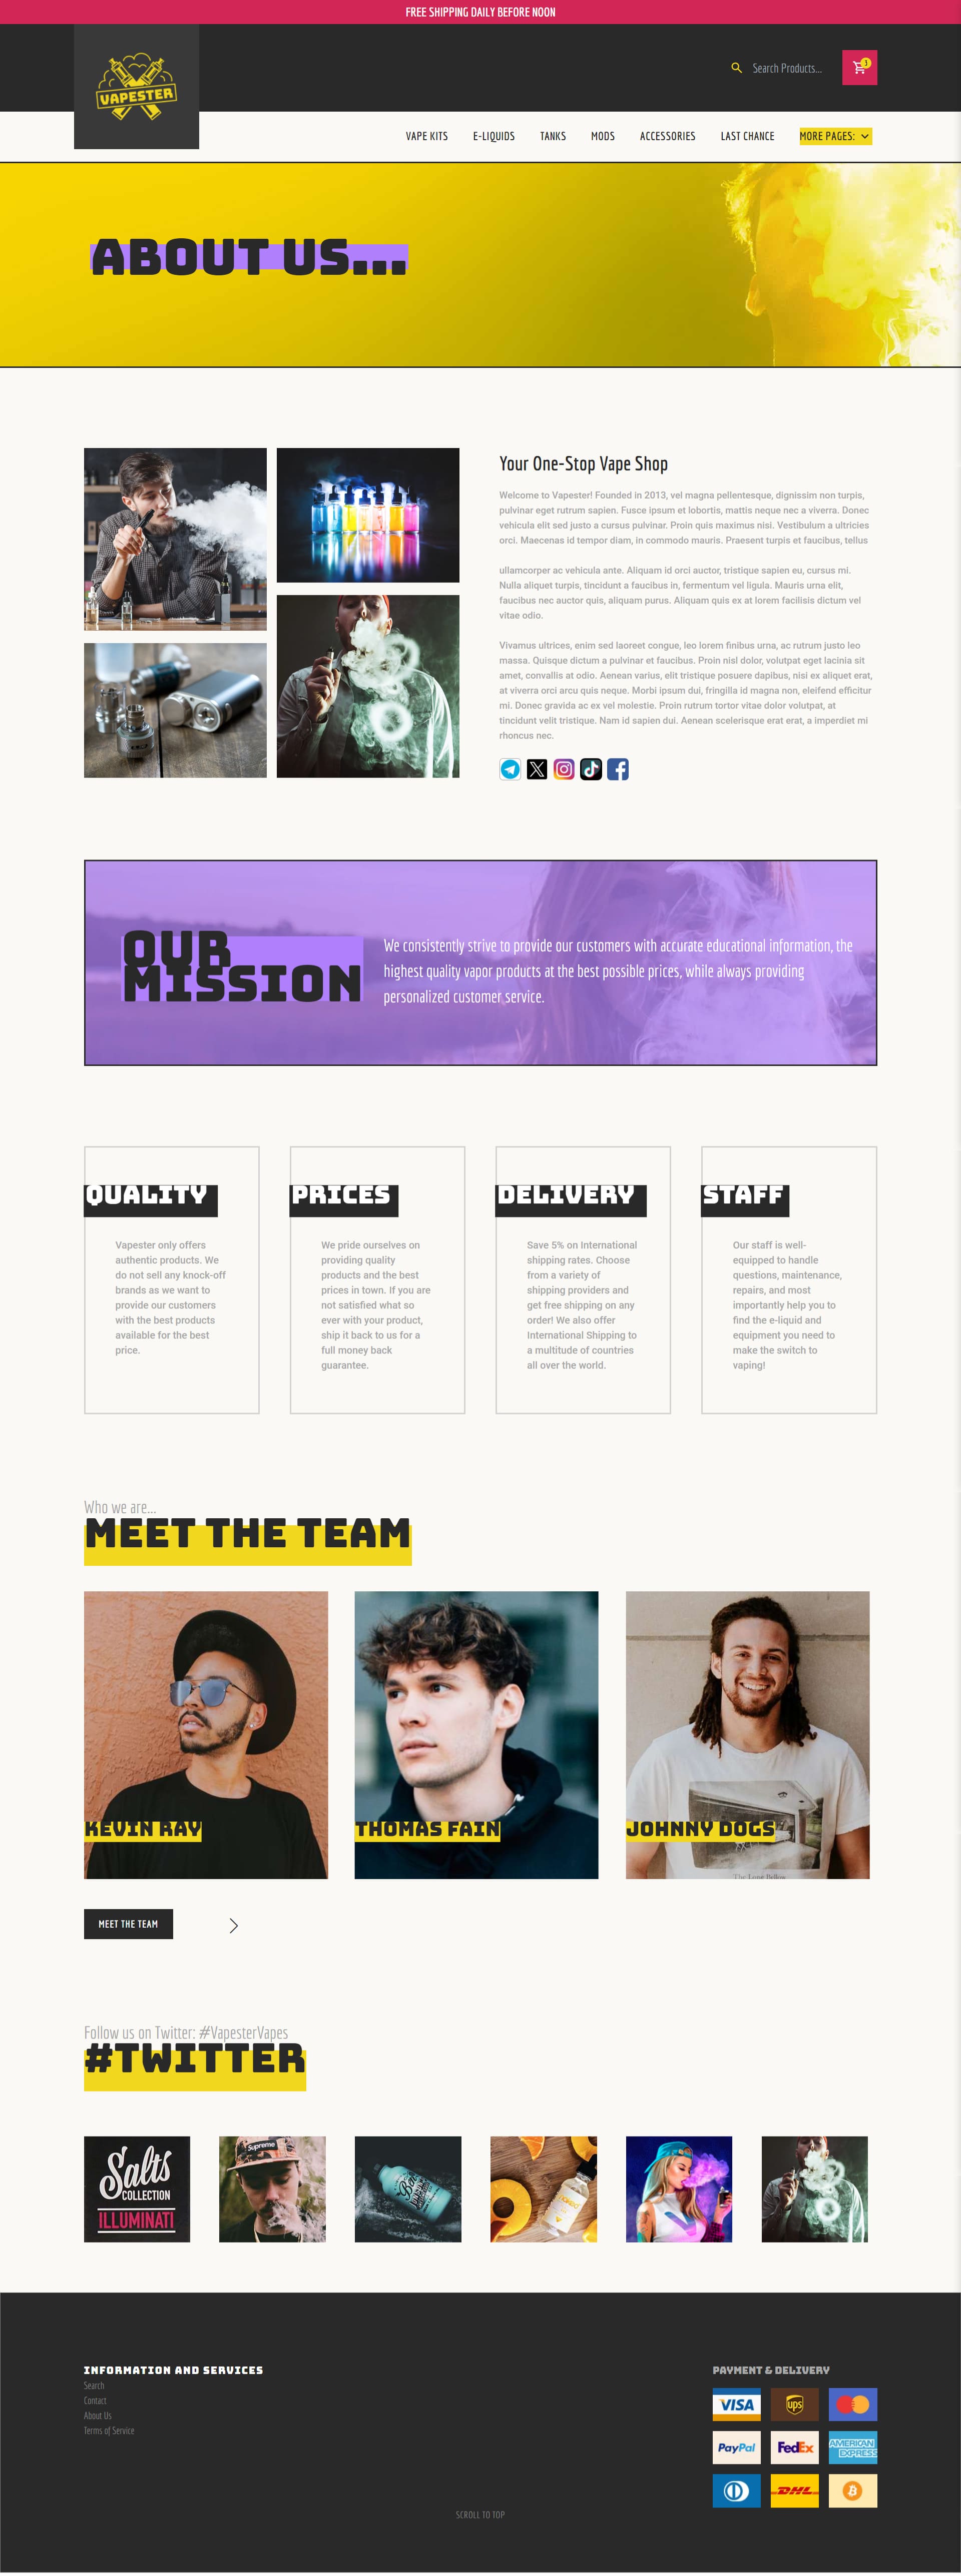 FREE SHIPPING DAILY BEFORE NOON
VAPESTER
Search Products...
1
VAPE KITS E-LIQUIDS TANKS MODS ACCESSORIES LAST CHANCE MORE PAGES:
ABOUT US...
Your One-Stop Vape Shop
Welcome to Vapester! Founded in 2013, vel magna pellentesque, dignissim non turpis,
pulvinar eget rutrum sapien. Fusce ipsum et lobortis, mattis neque nec a viverra. Donec
vehicula elit sed justo a cursus pulvinar. Proin quis maximus nisi. Vestibulum a ultricies
orci. Maecenas id tempor diam, in commodo mauris. Praesent turpis et faucibus, tellus
ullamcorper ac vehicula ante. Aliquam id orci auctor, tristique sapien eu, cursus mi.
Nulla aliquet turpis, tincidunt a faucibus in, fermentum vel ligula. Mauris urna elit,
faucibus nec auctor quis, aliquam purus. Aliquam quis ex at lorem facilisis dictum vel
vitae odio.
Vivamus ultrices, enim sed laoreet congue, leo lorem finibus urna, ac rutrum justo leo
massa. Quisque dictum a pulvinar et faucibus. Proin nisl dolor, volutpat eget lacinia sit
amet, convallis at odio. Aenean varius, elit tristique posuere dapibus, nisi ex aliquet erat,
at viverra orci arcu quis neque. Morbi ipsum dui, fringilla id magna non, eleifend efficitur
mi. Donec gravida ac ex vel molestie. Proin rutrum tortor vitae dolor volutpat, at
tincidunt velit tristique. Nam id sapien dui. Aenean scelerisque erat erat, a imperdiet mi
rhoncus nec.
OUR
MISSION
We consistently strive to provide our customers with accurate educational information, the
highest quality vapor products at the best possible prices, while always providing
personalized customer service.
QUALITY
Vapester only offers
authentic products. We
do not sell any knock-off
brands as we want to
provide our customers
with the best products
available for the best
price.
PRICES
We pride ourselves on
providing quality
products and the best
prices in town. If you are
not satisfied what so
ever with your product,
ship it back to us for a
full money back
guarantee.
DELIVERY
Save 5% on International
shipping rates. Choose
from a variety of
shipping providers and
get free shipping on any
order! We also offer
International Shipping to
a multitude of countries
all over the world.
STAFF
Our staff is well-
equipped to handle
questions, maintenance,
repairs, and most
importantly help you to
find the e-liquid and
equipment you need to
make the switch to
vaping!
Who we are...
MEET THE TEAM
KEVIN RAY
THOMAS FAIN
JOHNNY DOGS
MEET THE TEAM
Follow us on Twitter: #VapesterVapes
#TWITTER
Salts
COLLECTION
ILLUMINATI
Supreme
INFORMATION AND SERVICES
Search
Contact
About Us
Terms of Service
PAYMENT & DELIVERY
VISA
ups
PayPal
FedEx
AMERICAN
EXPRESS
DHL
SCROLL TO TOP